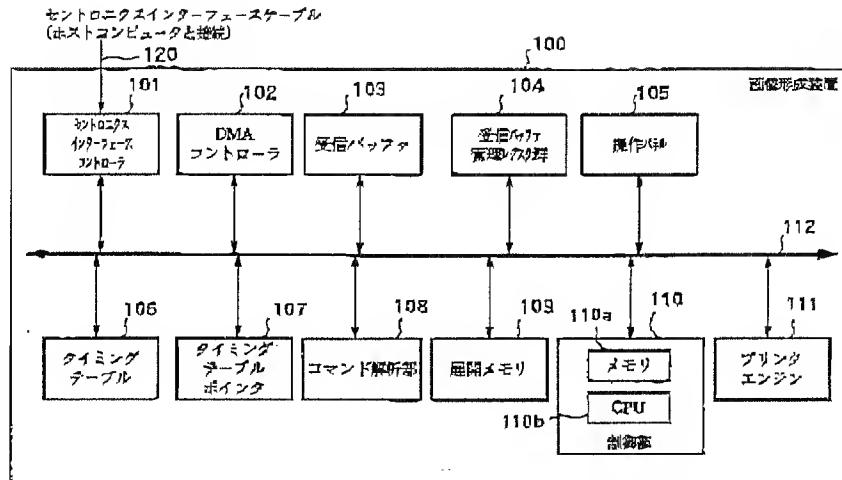 セントロニクスインターフェースケーブル
(ホストコンピュータと接続)
120
100
画像形成装置
101
102
103
104
105
セントロニクス
インターフェース
コントローラ
DMA
コントローラ
受信バッファ
受信バッファ
管理レジスタ群
操作パネル
112
106
107
108
109
110
111
タイミング
テーブル
タイミング
テーブル
ポインタ
コマンド解析部
展開メモリ
110a
メモリ
CPU
110b
制御部
プリンタ
エンジン